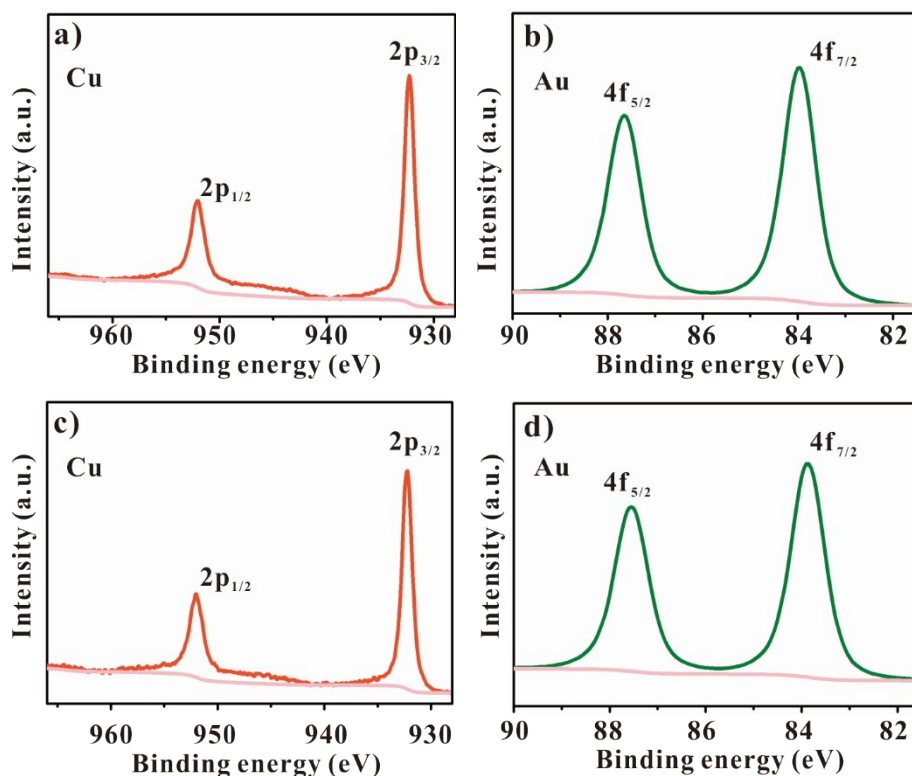 a)
Cu
2p3/2
2p1/2
Intensity (a.u.)
960 950 940 930
Binding energy (eV)
b)
Au
4f5/2
4f7/2
Intensity (a.u.)
90 88 86 84 82
Binding energy (eV)
c)
Cu
2p3/2
2p1/2
Intensity (a.u.)
960 950 940 930
Binding energy (eV)
d)
Au
4f5/2
4f7/2
Intensity (a.u.)
90 88 86 84 82
Binding energy (eV)